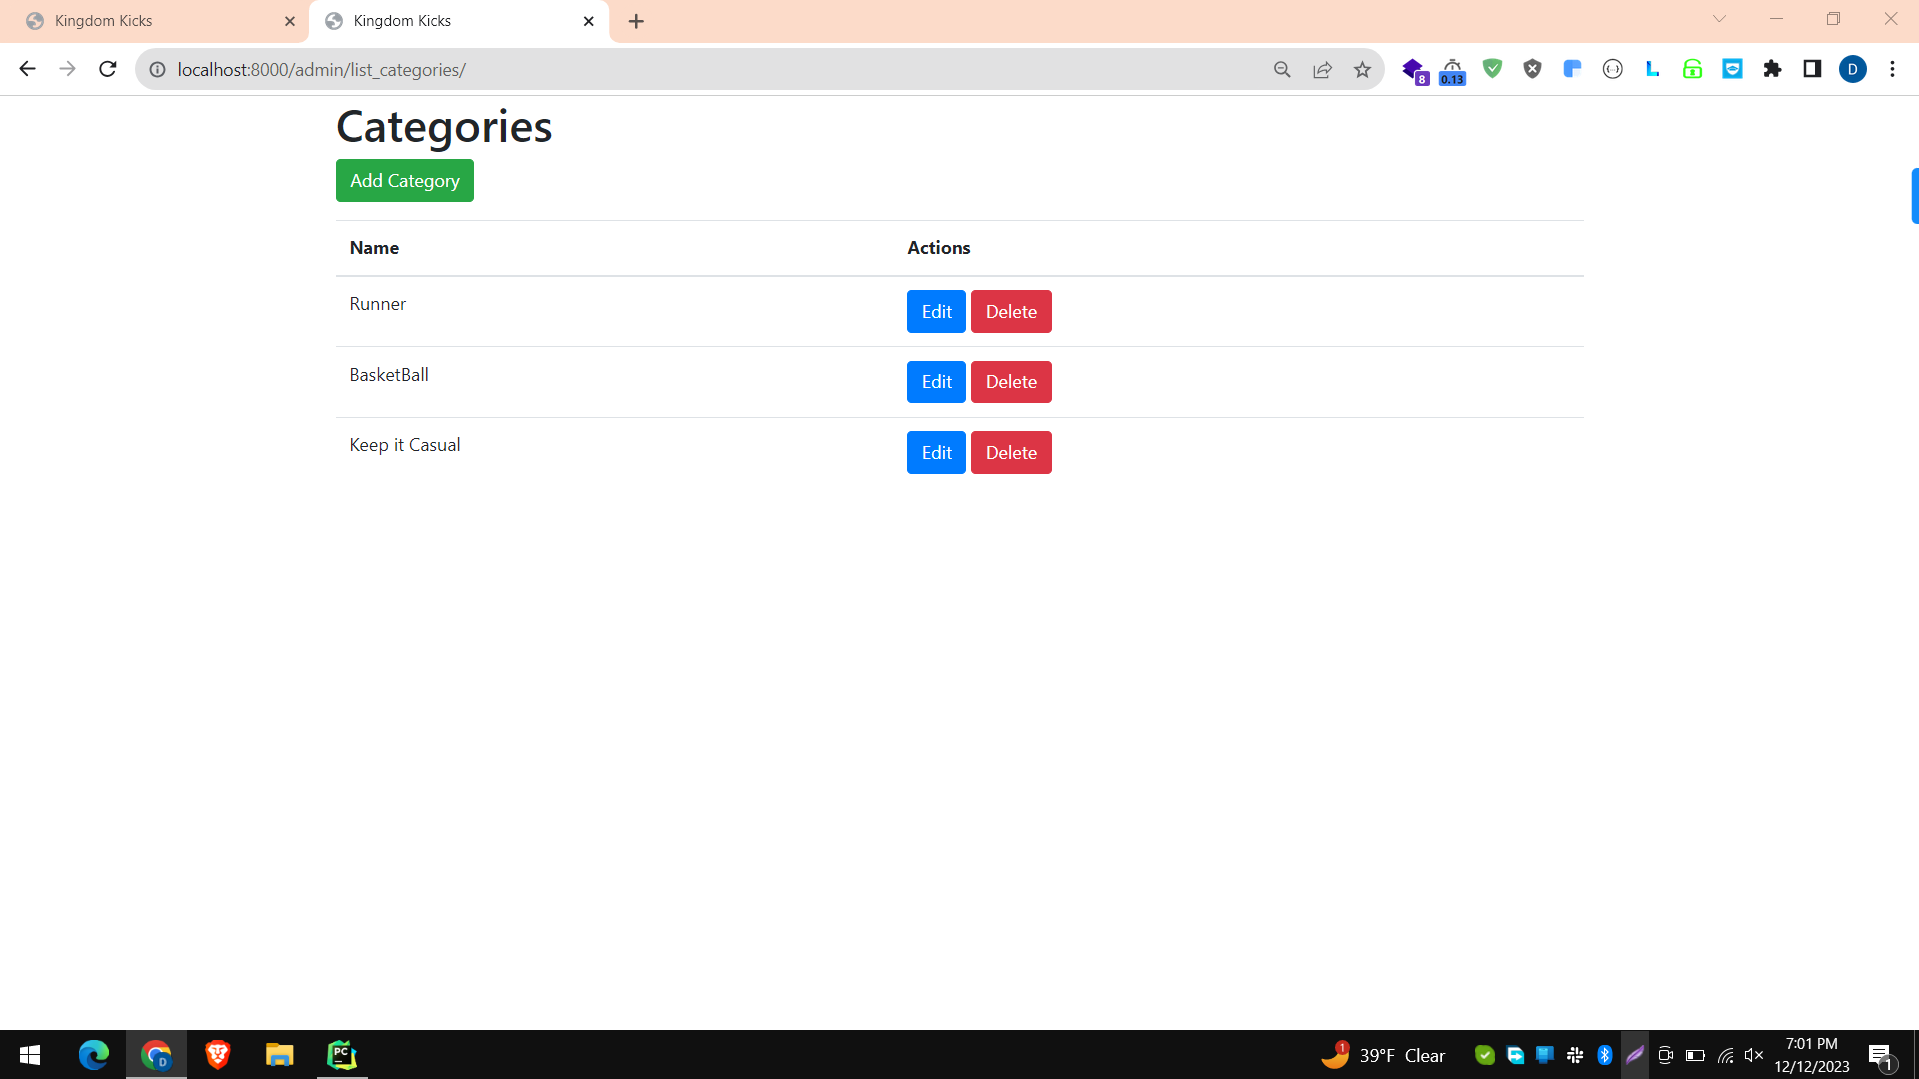 Kingdom Kicks
Kingdom Kicks
localhost:8000/admin/list_categories/
8
0.13
D
Categories
Add Category
Name Actions
Runner Edit Delete
BasketBall Edit Delete
Keep it Casual Edit Delete
D
PC
1
39°F Clear
7:01 PM
12/12/2023
1